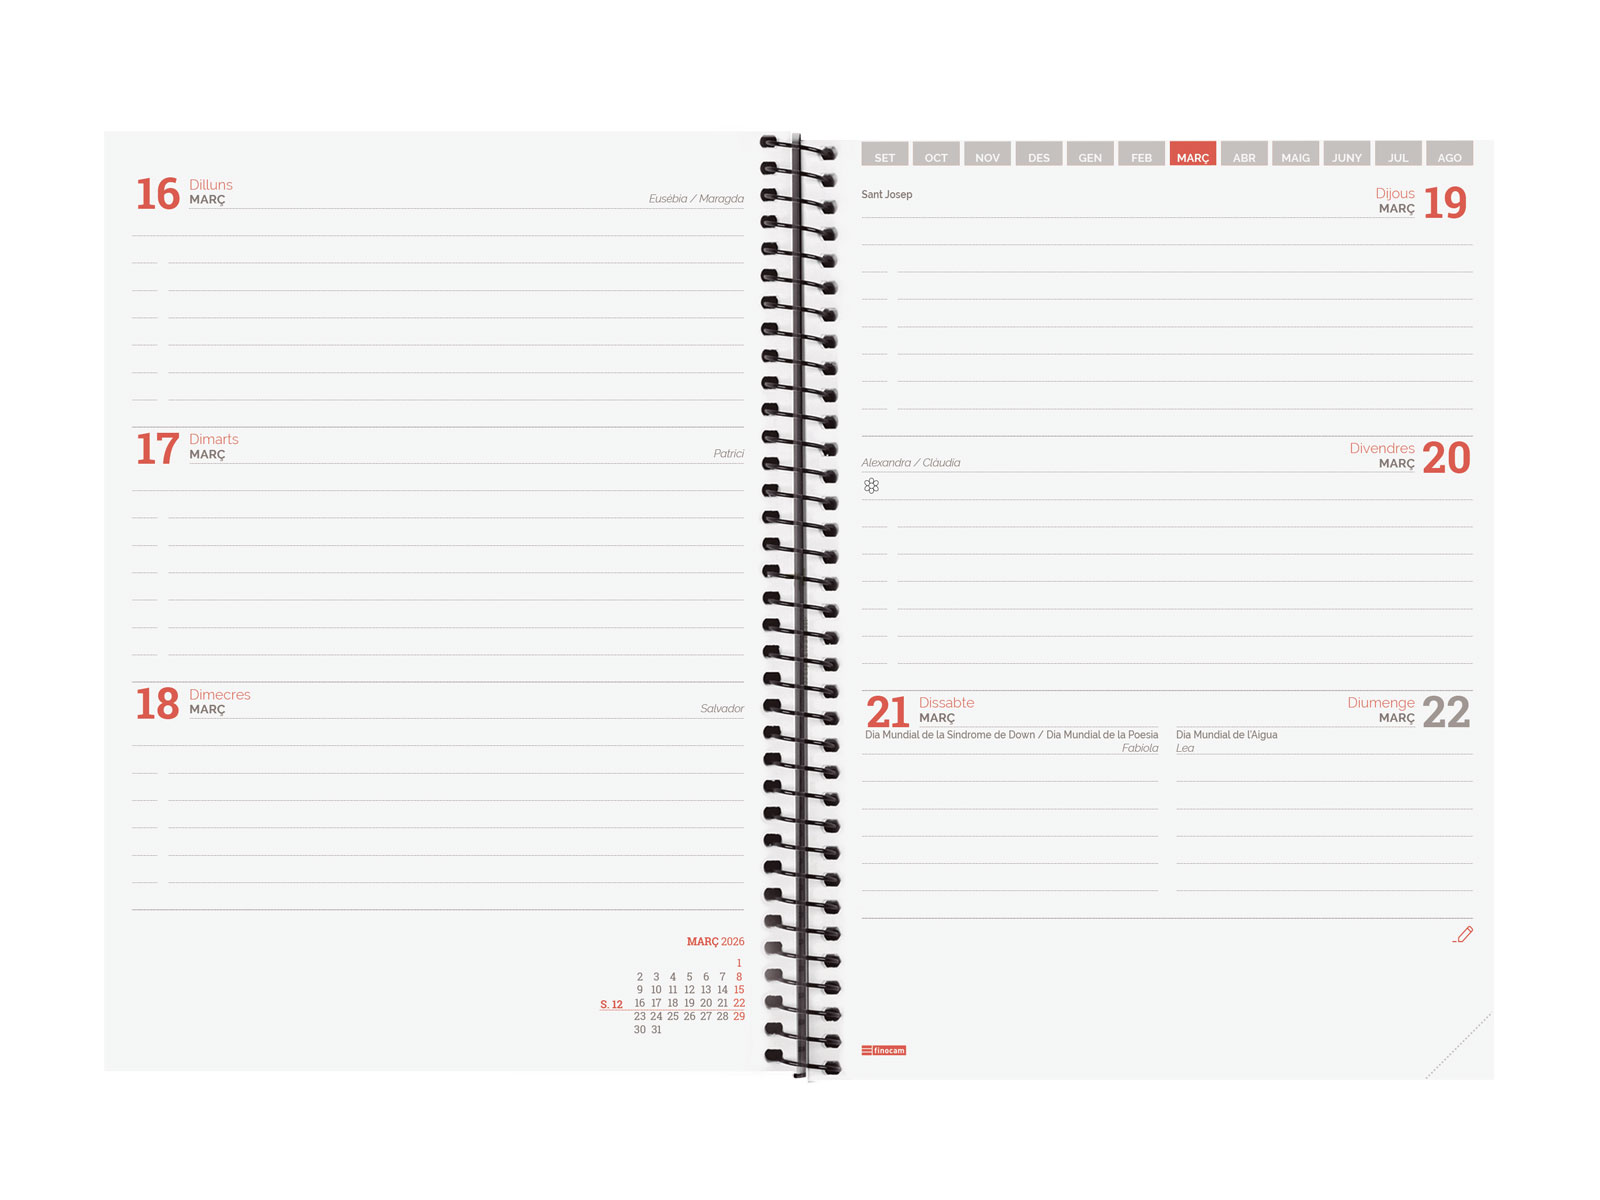 16 Dilluns
MARÇ
Eusébia / Maragda
17 Dimarts
MARÇ
Patrici
18 Dimecres
MARÇ
Salvador
MARÇ 2026
1
2 3 4 5 6 7 8
9 10 11 12 13 14 15
S. 12 16 17 18 19 20 21 22
23 24 25 26 27 28 29
30 31
SET OCT NOV DES GEN FEB MARÇ ABR MAIG JUNY JUL AGO
Sant Josep
Dijous 19
MARÇ
Divendres 20
MARÇ
Alexandra / Clàudia
21 Dissabte
MARÇ
Dia Mundial de la Síndrome de Down / Dia Mundial de la Poesia
Fabiola
Diumenge 22
MARÇ
Dia Mundial de l'Aigua
Lea
finocam